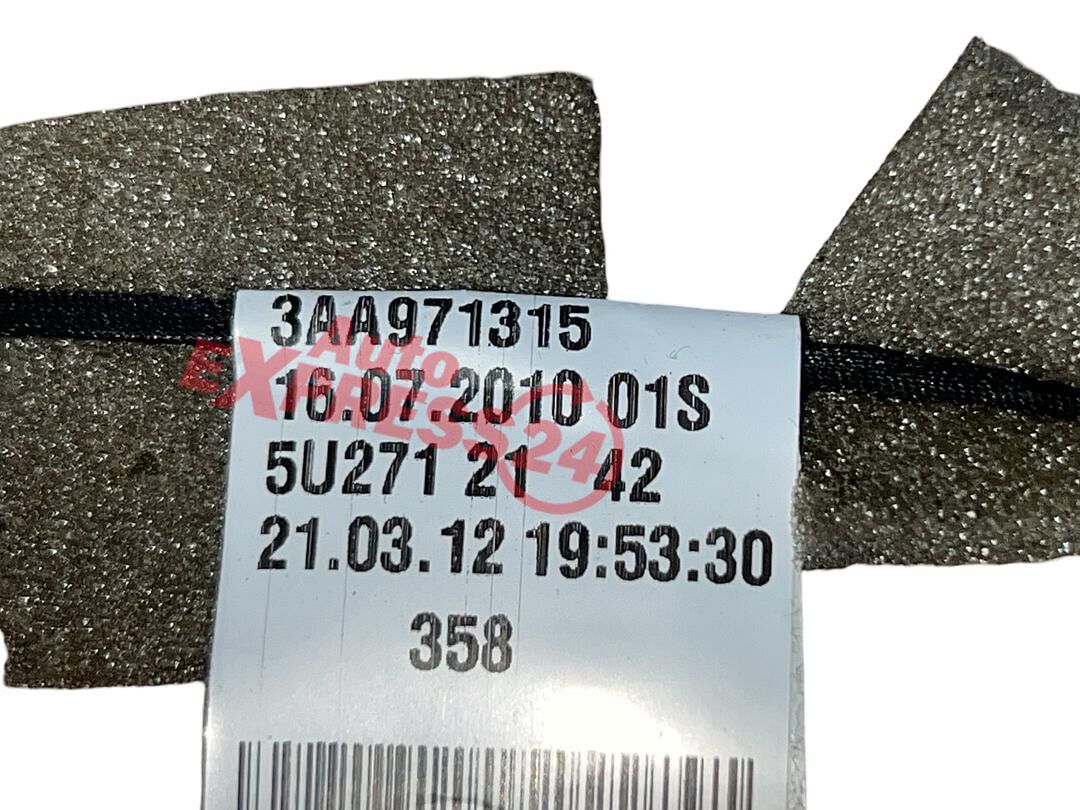 3AA971315
16.07.2010 01S
5U271 21 42
21.03.12 19:53:30
358
Auto
EXPRESS24